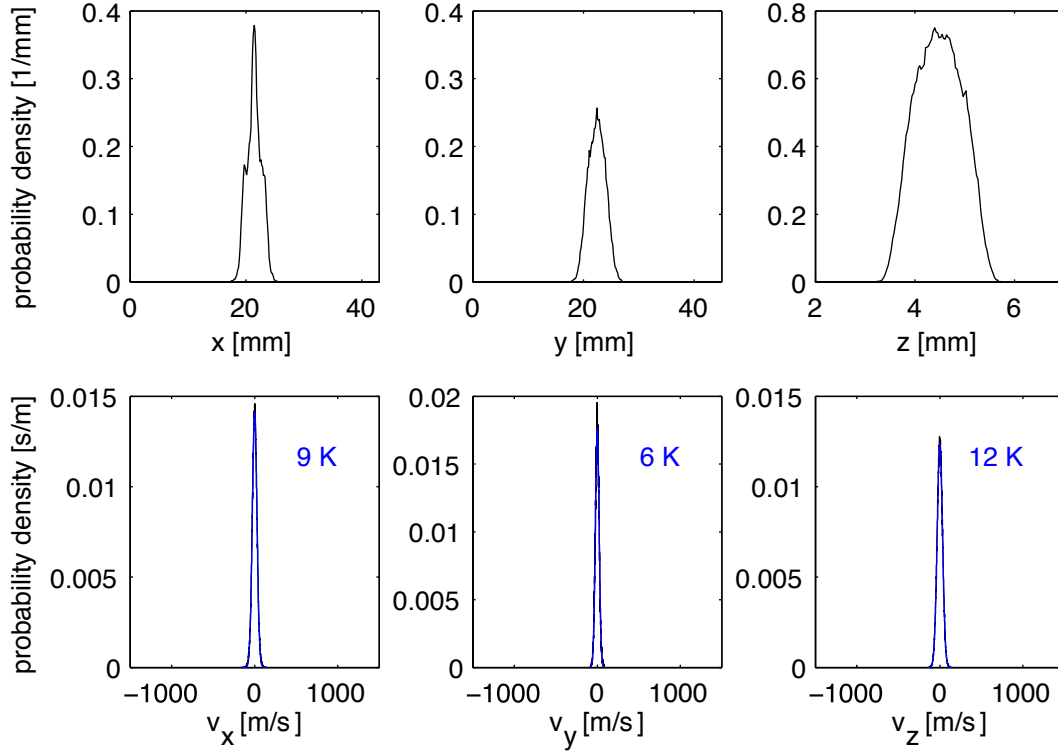 probability density [1/mm]
0.4
0.3
0.2
0.1
0
0 20 40
x [mm]
0.4
0.3
0.2
0.1
0
0 20 40
y [mm]
0.8
0.6
0.4
0.2
0
2 4 6
z [mm]
probability density [s/m]
0.015
0.01
0.005
0
9 K
−1000 0 1000
v_x [m/s]
0.02
0.015
0.01
0.005
0
6 K
−1000 0 1000
v_y [m/s]
0.015
0.01
0.005
0
12 K
−1000 0 1000
v_z [m/s]